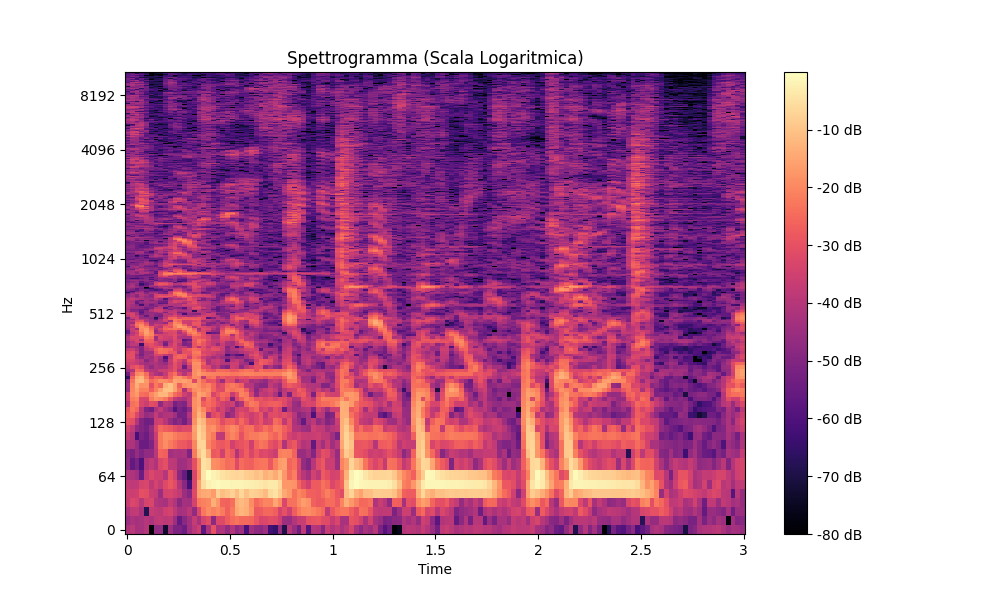 Spettrogramma (Scala Logaritmica)
8192
4096
2048
1024
512
256
128
64
0
Hz
0
0.5
1
1.5
2
2.5
3
Time
-10 dB
-20 dB
-30 dB
-40 dB
-50 dB
-60 dB
-70 dB
-80 dB